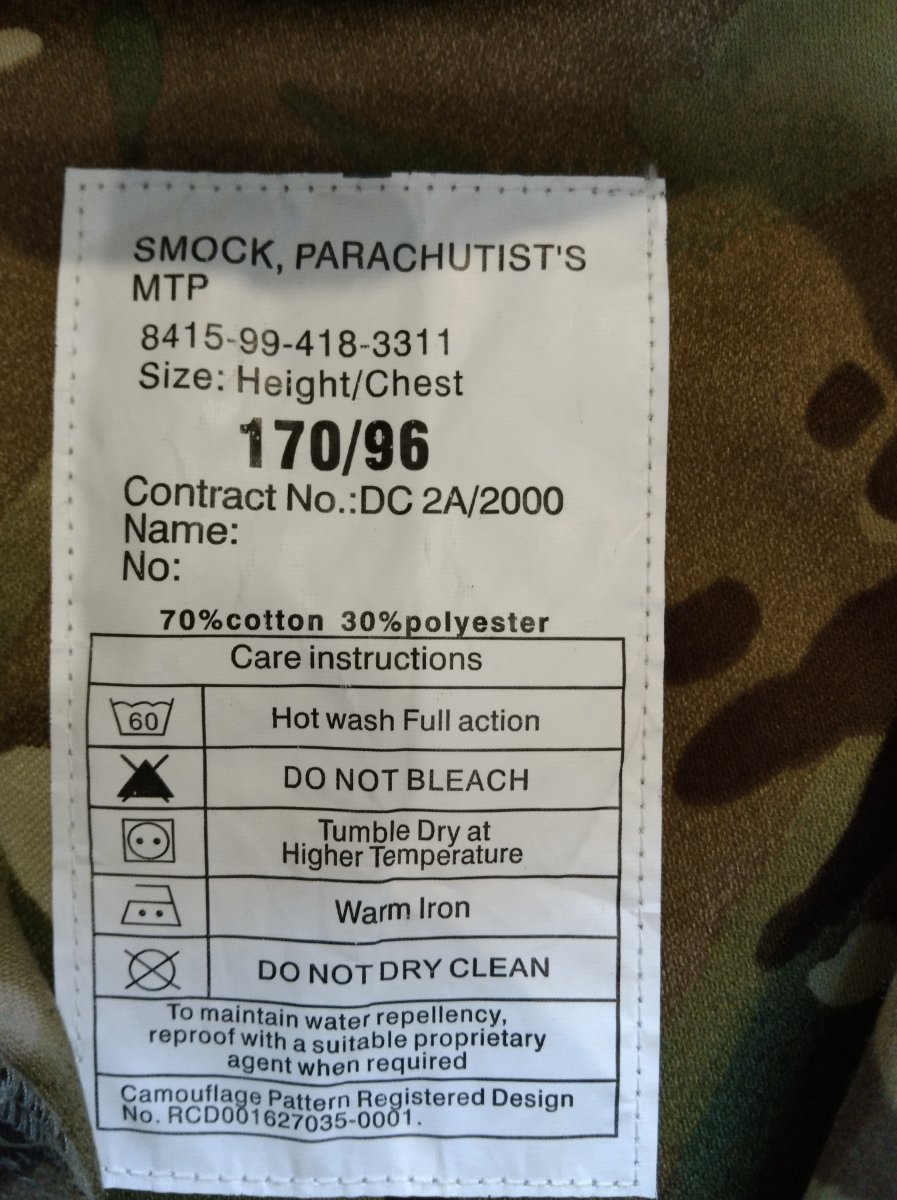 SMOCK, PARACHUTIST'S
MTP
8415-99-418-3311
Size: Height/Chest
170/96
Contract No.:DC 2A/2000
Name:
No:
70%cotton 30%polyester
Care instructions
60 Hot wash Full action
DO NOT BLEACH
Tumble Dry at
Higher Temperature
Warm Iron
DO NOT DRY CLEAN
To maintain water repellency,
reproof with a suitable proprietary
agent when required
Camouflage Pattern Registered Design
No. RCD001627035-0001.